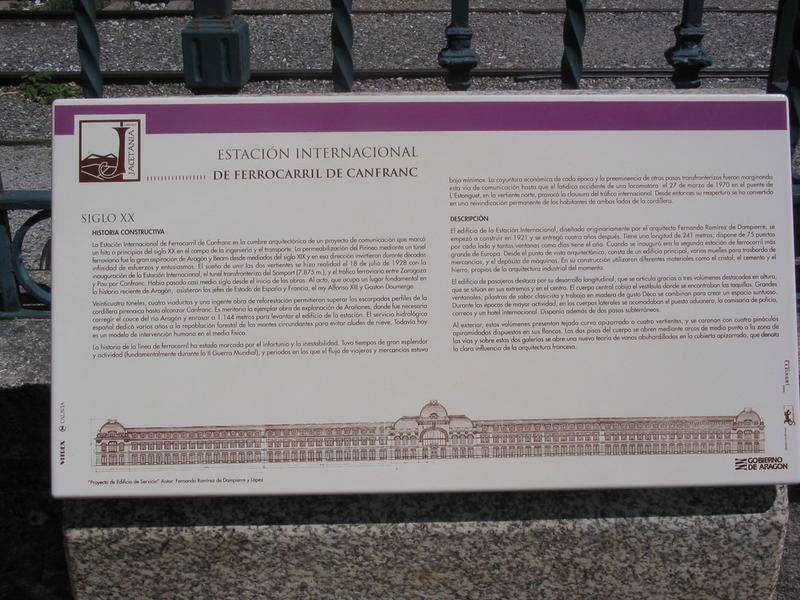 JACETANIA
ESTACIÓN INTERNACIONAL
DE FERROCARRIL DE CANFRANC
SIGLO XX
HISTORIA CONSTRUCTIVA
La Estación Internacional de Ferrocarril de Canfranc es la cumbre arquitectónica de un proyecto de comunicación que marcó
un hito a principios del siglo XX en el campo de la ingeniería y el transporte. La permeabilización del Pirineo mediante un túnel
ferroviario fue la gran aspiración de Aragón y Bearn desde mediados del siglo XIX y en esa dirección invirtieron durante décadas
infinidad de esfuerzos y entusiasmos. El sueño de unir las dos vertientes se hizo realidad el 18 de julio de 1928 con la
inauguración de la Estación Internacional, el túnel transfronterizo del Somport (7.875 m.), y el tráfico ferroviario entre Zaragoza
y Pau por Canfranc. Había pasado casi medio siglo desde el inicio de las obras. Al acto, que ocupa un lugar fundamental en
la historia reciente de Aragón, asistieron los jefes de Estado de España y Francia, el rey Alfonso XIII y Gaston Doumerge.
Veinticuatro túneles, cuatro viaductos y una ingente obra de reforestación permitieron superar los escarpados perfiles de la
cordillera pirenaica hasta alcanzar Canfranc. Es meritoria la ejemplar obra de explanación de Arañones, donde fue necesario
corregir el cauce del río Aragón y enrasar a 1.144 metros para levantar el edificio de la estación. El servicio hidrológico
español dedicó varios años a la repoblación forestal de los montes circundantes para evitar aludes de nieve. Todavía hoy
es un modelo de intervención humana en el medio físico.
La historia de la línea de ferrocarril ha estado marcada por el infortunio y la inestabilidad. Tuvo tiempos de gran esplendor
y actividad (fundamentalmente durante la II Guerra Mundial), y periodos en los que el flujo de viajeros y mercancías estuvo
bajo mínimos. La coyuntura económica de cada época y la preeminencia de otros pasos transfronterizos fueron marginando
esta vía de comunicación hasta que el fatídico accidente de una locomotora el 27 de marzo de 1970 en el puente de
L'Estanguet, en la vertiente norte, provocó la clausura del tráfico internacional. Desde entonces su reapertura se ha convertido
en una reivindicación permanente de los habitantes de ambos lados de la cordillera.
DESCRIPCIÓN
El edificio de la Estación Internacional, diseñado originariamente por el arquitecto Fernando Ramírez de Dampierre, se
empezó a construir en 1921 y se entregó cuatro años después. Tiene una longitud de 241 metros, dispone de 75 puertas
por cada lado y tantas ventanas como días tiene el año. Cuando se inauguró era la segunda estación de ferrocarril más
grande de Europa. Desde el punto de vista arquitectónico, consta de un edificio principal, varios muelles para trasbordo de
mercancías, y el depósito de máquinas. En su construcción utilizaron diferentes materiales como el cristal, el cemento y el
hierro, propios de la arquitectura industrial del momento.
El edificio de pasajeros destaca por su desarrollo longitudinal, que se articula gracias a tres volúmenes destacados en altura,
que se sitúan en sus extremos y en el centro. El cuerpo central cobija el vestíbulo donde se encontraban las taquillas. Grandes
ventanales, pilastras de sabor clasicista y trabajo en madera de gusto Déco se combinan para crear un espacio suntuoso.
Durante las épocas de mayor actividad, en los cuerpos laterales se acomodaban el puesto aduanero, la comisaría de policía,
correos y un hotel internacional. Disponía además de dos pasos subterráneos.
Al exterior, estos volúmenes presentan tejado curvo apizarrado a cuatro vertientes, y se coronan con cuatro pináculos
apiramidados dispuestos en sus flancos. Los dos pisos del cuerpo se abren mediante arcos de medio punto a la zona de
las vías y sobre estas dos galerías se abre una nueva teoría de vanos abuhardillados en la cubierta apizarrada, que denota
la clara influencia de la arquitectura francesa.
"Proyecto de Edificio de Servicio" Autor: Fernando Ramírez de Dampierre y López
GOBIERNO
DE ARAGON